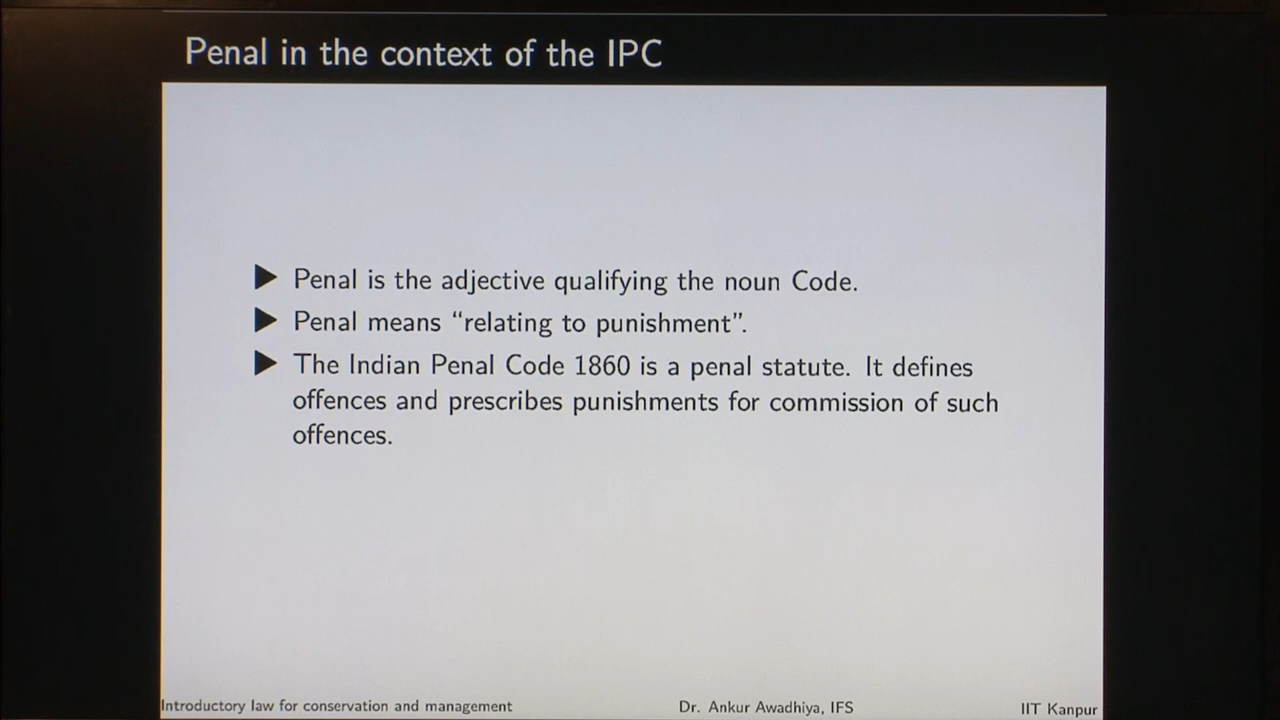 Penal in the context of the IPC
Penal is the adjective qualifying the noun Code.
Penal means “relating to punishment”.
The Indian Penal Code 1860 is a penal statute. It defines
offences and prescribes punishments for commission of such
offences.
Introductory law for conservation and management Dr. Ankur Awadhiya, IFS IIT Kanpur